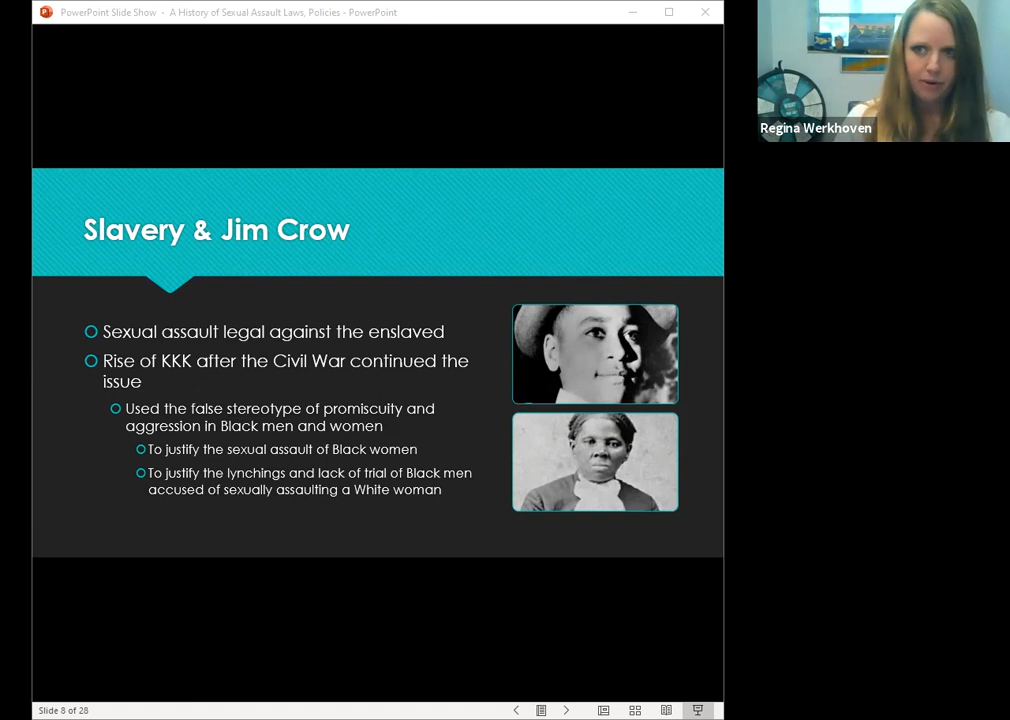 PowerPoint Slide Show - A History of Sexual Assault Laws, Policies - PowerPoint
Regina Werkhoven
Slavery & Jim Crow
Sexual assault legal against the enslaved
Rise of KKK after the Civil War continued the
issue
Used the false stereotype of promiscuity and
aggression in Black men and women
To justify the sexual assault of Black women
To justify the lynchings and lack of trial of Black men
accused of sexually assaulting a White woman
Slide 8 of 28